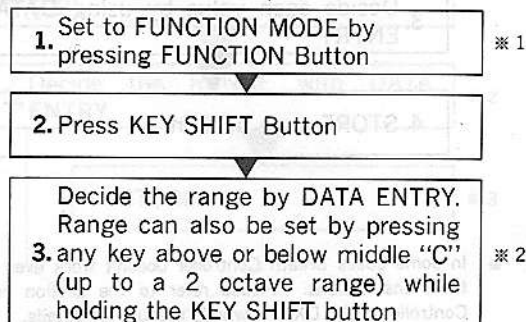 1. Set to FUNCTION MODE by
pressing FUNCTION Button
※ 1
2. Press KEY SHIFT Button
Decide the range by DATA ENTRY.
Range can also be set by pressing
3. any key above or below middle “C”
※ 2
(up to a 2 octave range) while
holding the KEY SHIFT button